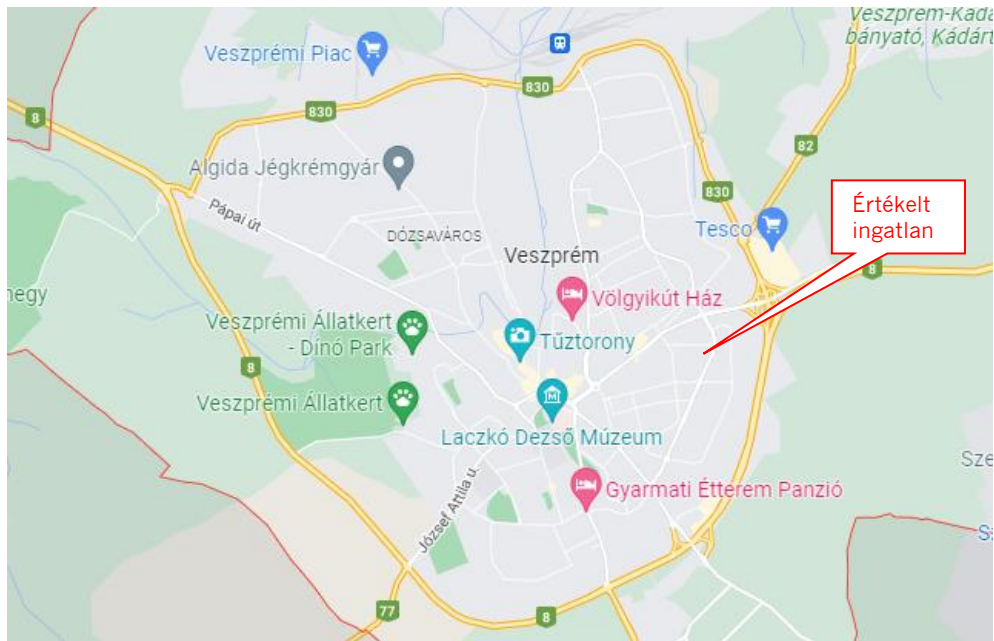 Veszprém-Káda
bányató, Kádárt
Veszprémi Piac
830
830
8
82
Algida Jégkrémgyár
830
Értékelt
ingatlan
Pápai út
Tesco
DÓZSAVÁROS
Veszprém
8
negy
Völgyikút Ház
Veszprémi Állatkert
- Dínó Park
Tűztorony
8
Veszprémi Állatkert
M
Laczkó Dezső Múzeum
Sze
József Attila u.
Gyarmati Étterem Panzió
S
77
8